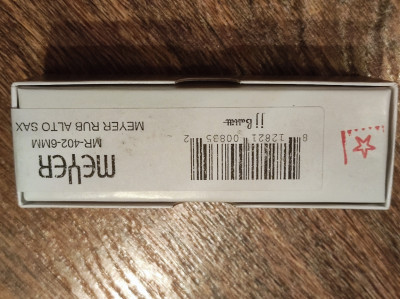 meYeR
MR-402-6MM
MEYER RUB ALTO SAX
jj Babbitt
8 12821 00835 2